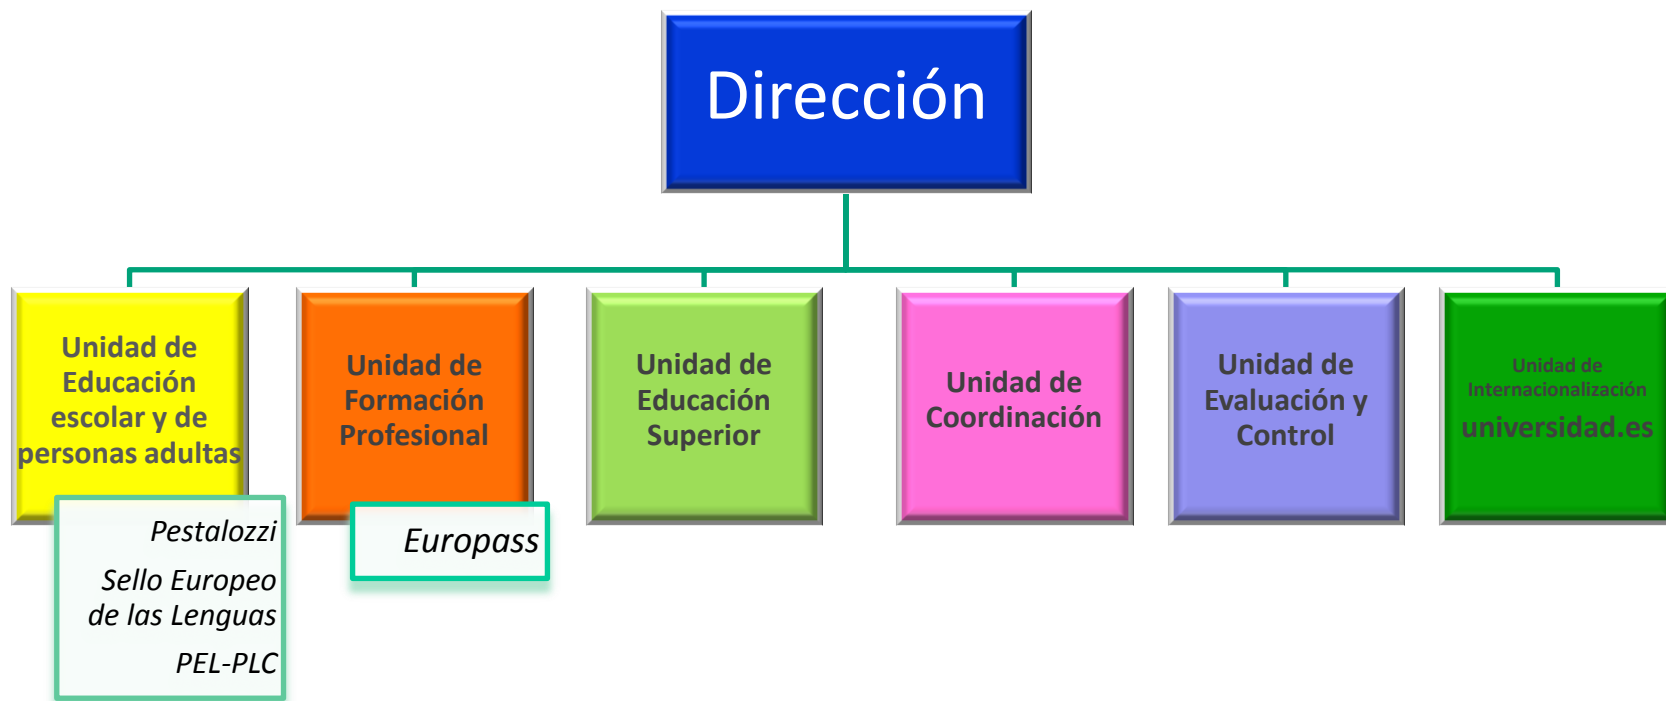 Dirección
Unidad de
Educación
escolar y de
personas adultas
Unidad de
Formación
Profesional
Unidad de
Educación
Superior
Unidad de
Coordinación
Unidad de
Evaluación y
Control
Unidad de
Internacionalización
universidad.es
Pestalozzi
Sello Europeo
de las Lenguas
PEL-PLC
Europass